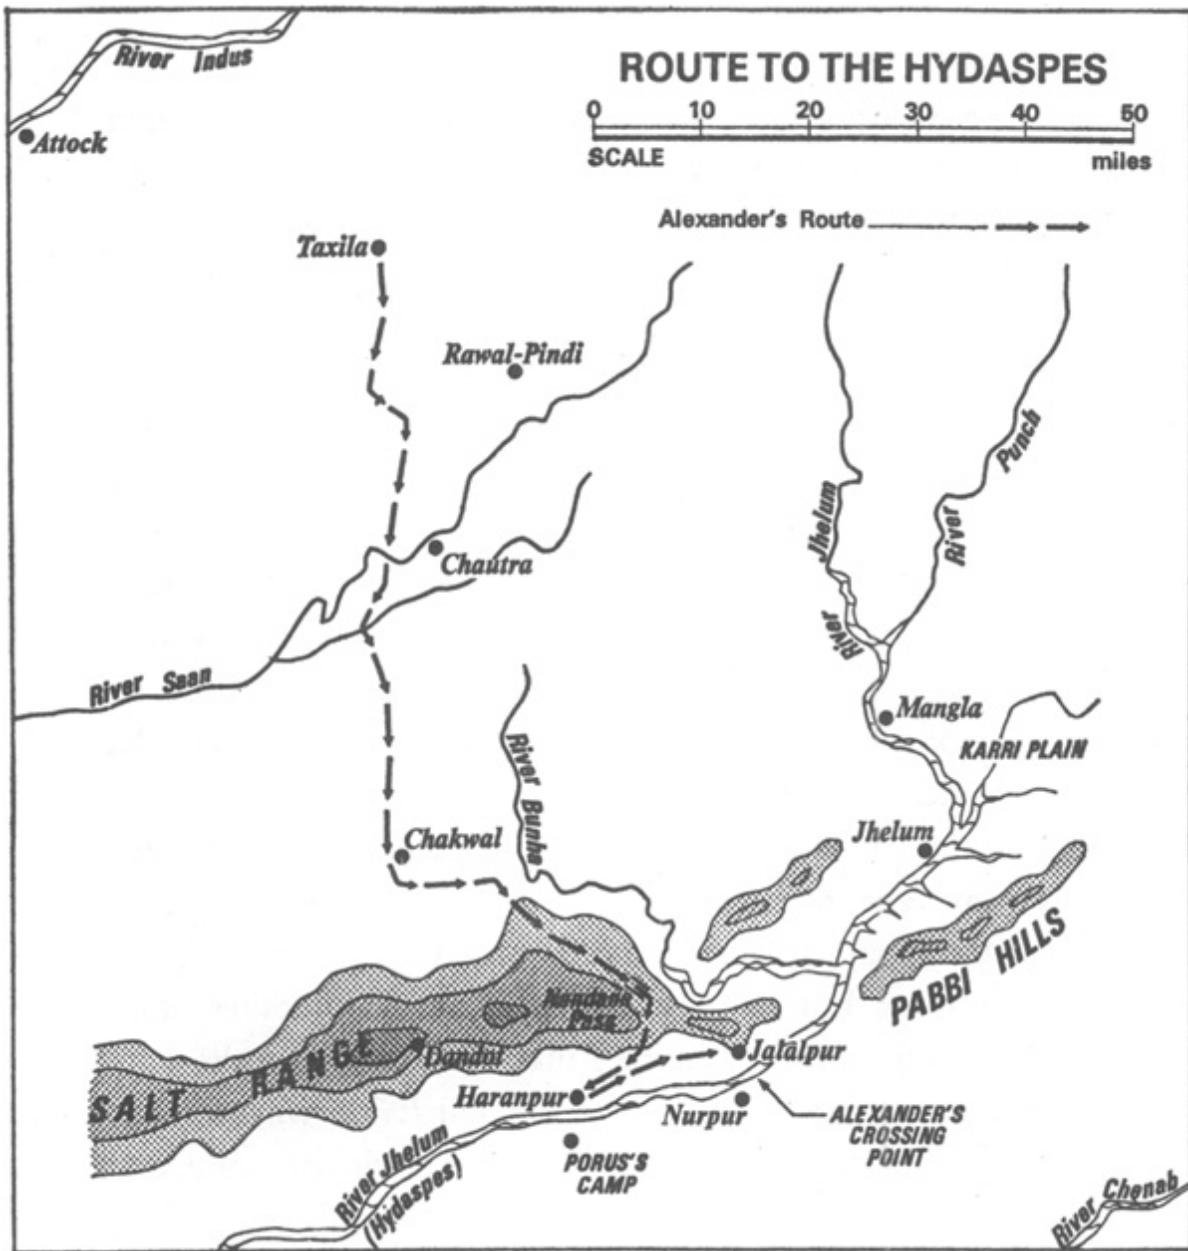 River Indus
ROUTE TO THE HYDASPES
0 10 20 30 40 50
SCALE miles
Attock
Alexander's Route
Taxila
Rawal-Pindi
Punch
River
Jhelum
River
Chautra
River Saan
Mangla
KARRI PLAIN
River Bunha
Chakwal
Jhelum
PABBI HILLS
Nandana
Pass
SALT RANGE
Dandot
Jalalpur
Haranpur
Nurpur
ALEXANDER'S
CROSSING
POINT
PORUS'S
CAMP
River Jhelum
(Hydaspes)
River Chenab